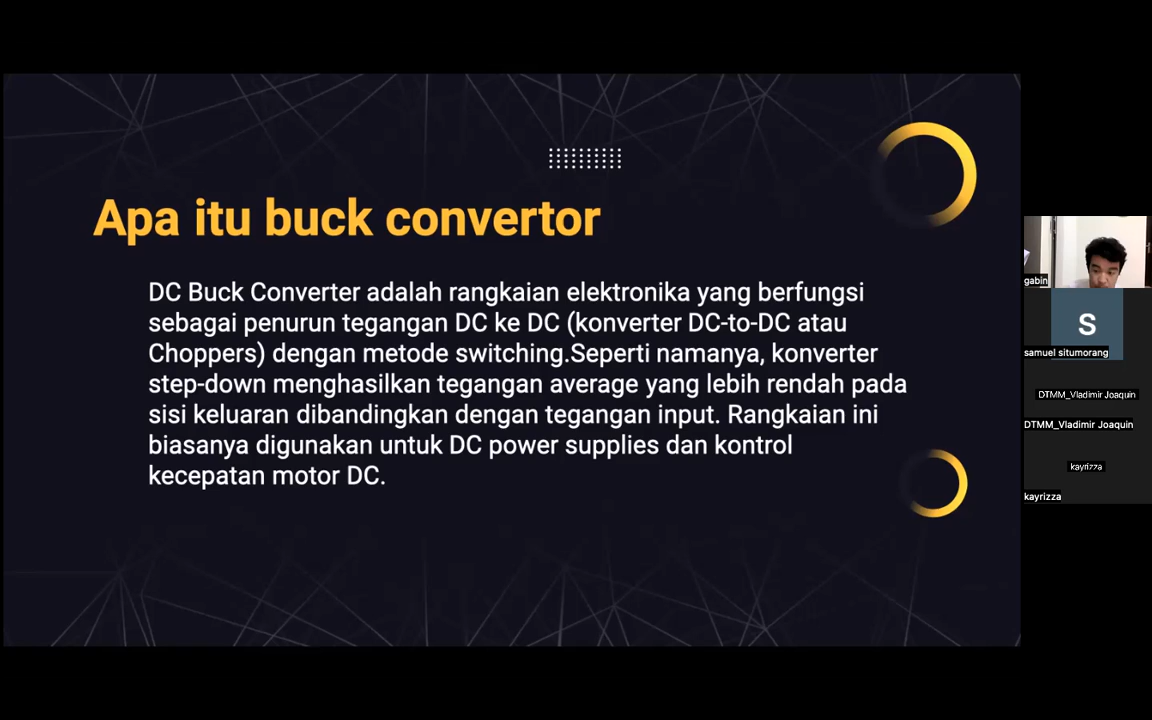 Apa itu buck convertor
DC Buck Converter adalah rangkaian elektronika yang berfungsi
sebagai penurun tegangan DC ke DC (konverter DC-to-DC atau
Choppers) dengan metode switching.Seperti namanya, konverter
step-down menghasilkan tegangan average yang lebih rendah pada
sisi keluaran dibandingkan dengan tegangan input. Rangkaian ini
biasanya digunakan untuk DC power supplies dan kontrol
kecepatan motor DC.
gabin
S
samuel situmorang
DTMM_Vladimir Joaquin
DTMM_Vladimir Joaquin
kayrizza
kayrizza